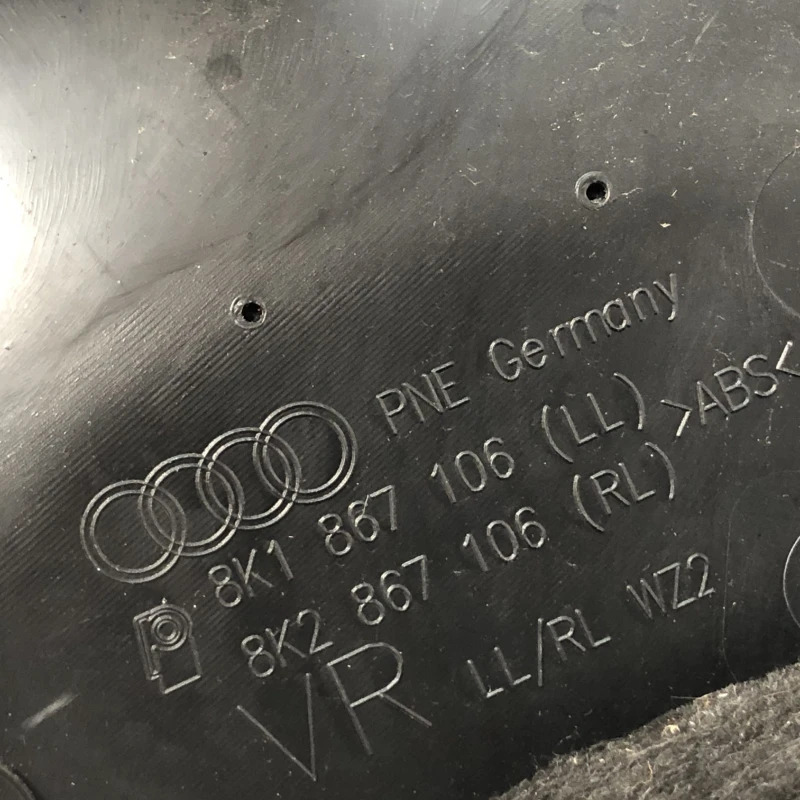 PNE Germany
8K1 867 106 (LL) >ABS<
8K2 867 106 (RL)
VR LL/RL WZ2